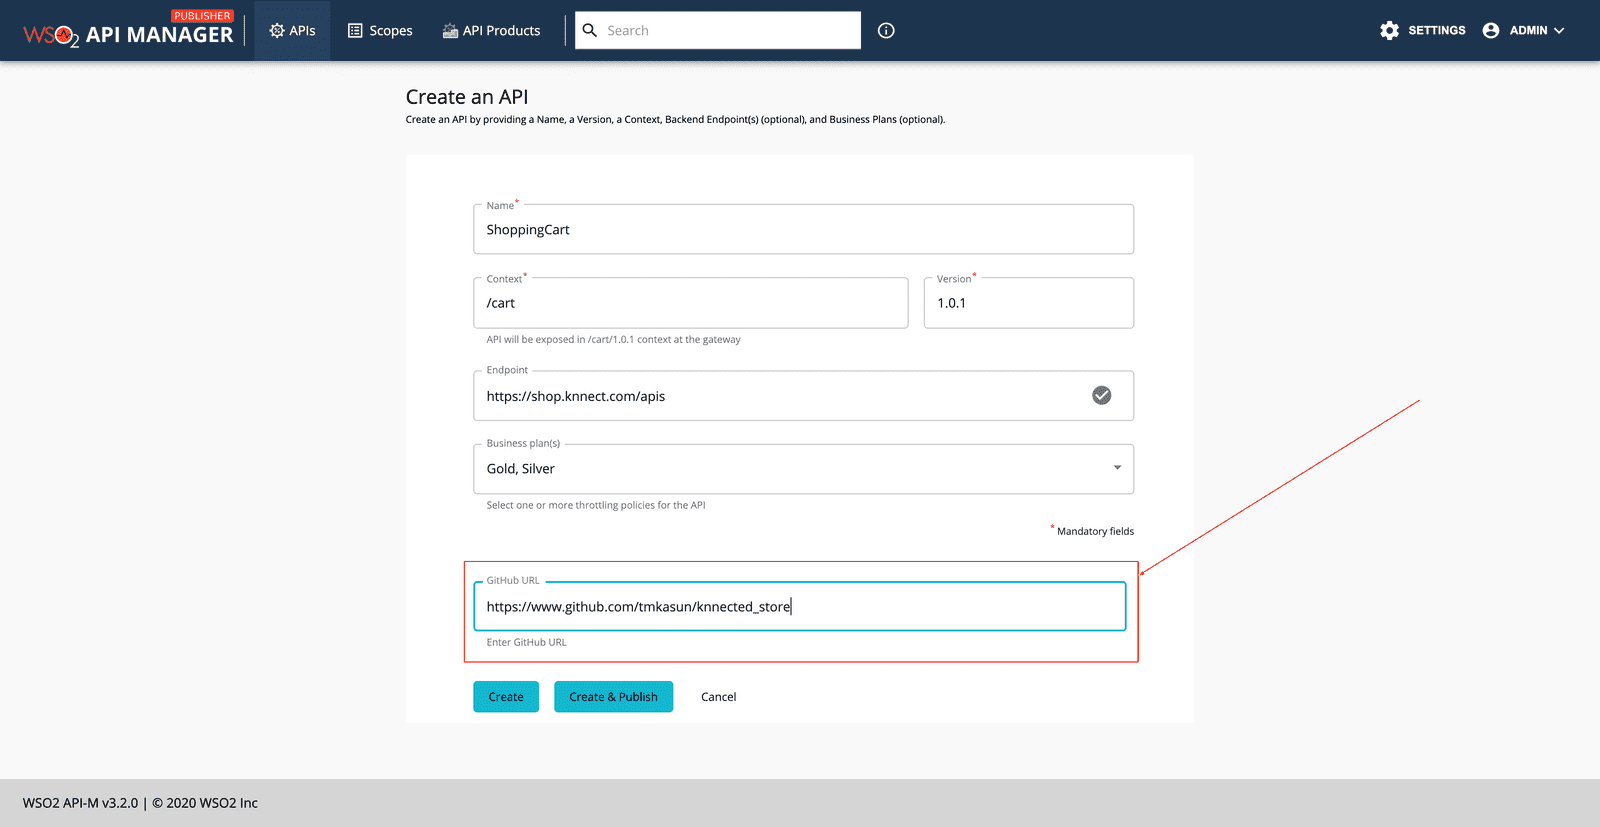 PUBLISHER
WSO2 API MANAGER
APIs
Scopes
API Products
Search
SETTINGS
ADMIN
Create an API
Create an API by providing a Name, a Version, a Context, Backend Endpoint(s) (optional), and Business Plans (optional).
Name*
ShoppingCart
Context*
/cart
Version*
1.0.1
API will be exposed in /cart/1.0.1 context at the gateway
Endpoint
https://shop.knnect.com/apis
Business plan(s)
Gold, Silver
Select one or more throttling policies for the API
* Mandatory fields
GitHub URL
https://www.github.com/tmkasun/knnected_store
Enter GitHub URL
Create
Create & Publish
Cancel
WSO2 API-M v3.2.0 | © 2020 WSO2 Inc